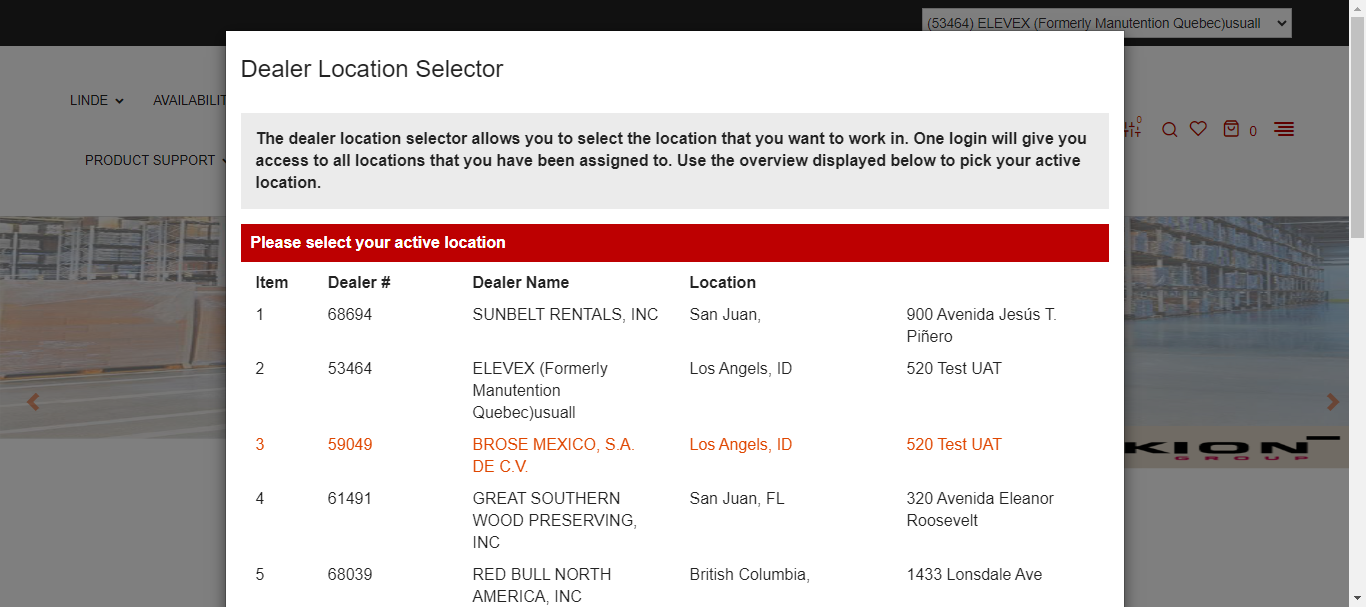 (53464) ELEVEX (Formerly Manutention Quebec)usuall
Dealer Location Selector
LINDE
PRODUCT SUPPORT
0
0
The dealer location selector allows you to select the location that you want to work in. One login will give you
access to all locations that you have been assigned to. Use the overview displayed below to pick your active
location.
Please select your active location
Item Dealer # Dealer Name Location
1 68694 SUNBELT RENTALS, INC San Juan, 900 Avenida Jesús T.
Piñero
2 53464 ELEVEX (Formerly Los Angels, ID 520 Test UAT
Manutention
Quebec)usuall
3 59049 BROSE MEXICO, S.A. Los Angels, ID 520 Test UAT
DE C.V.
4 61491 GREAT SOUTHERN San Juan, FL 320 Avenida Eleanor
WOOD PRESERVING, Roosevelt
INC
5 68039 RED BULL NORTH British Columbia, 1433 Lonsdale Ave
AMERICA, INC
KION
GROUP